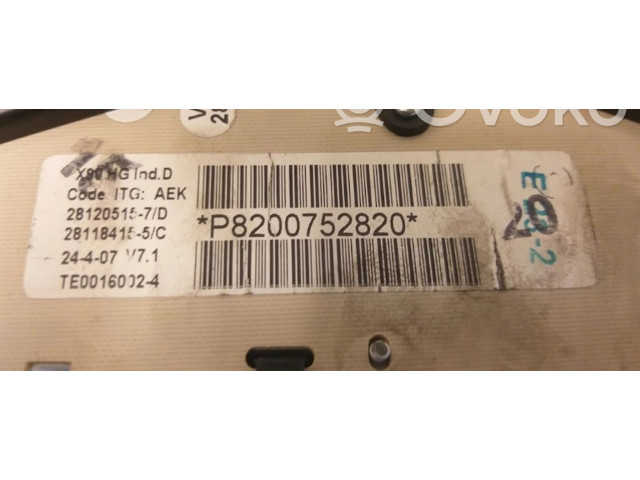 OVOKO
X90 HG Ind.D
Code ITG: AEK
28120515-7/D
28118415-5/C
24-4-07 V7.1
TE0016002-4
*P8200752820*